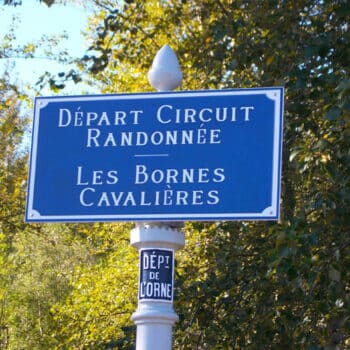 DÉPART CIRCUIT
RANDONNÉE
LES BORNES
CAVALIÈRES
DÉPT
DE
L'ORNE